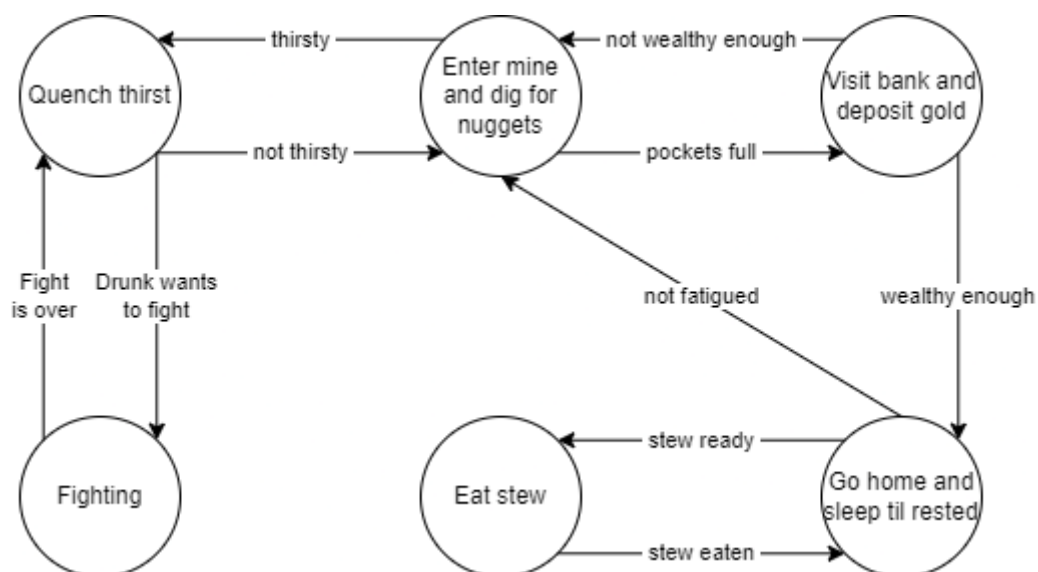 thirsty
not wealthy enough
Quench thirst
Enter mine
and dig for
nuggets
Visit bank and
deposit gold
not thirsty
pockets full
Fight
is over
Drunk wants
to fight
not fatigued
wealthy enough
stew ready
Fighting
Eat stew
Go home and
sleep til rested
stew eaten